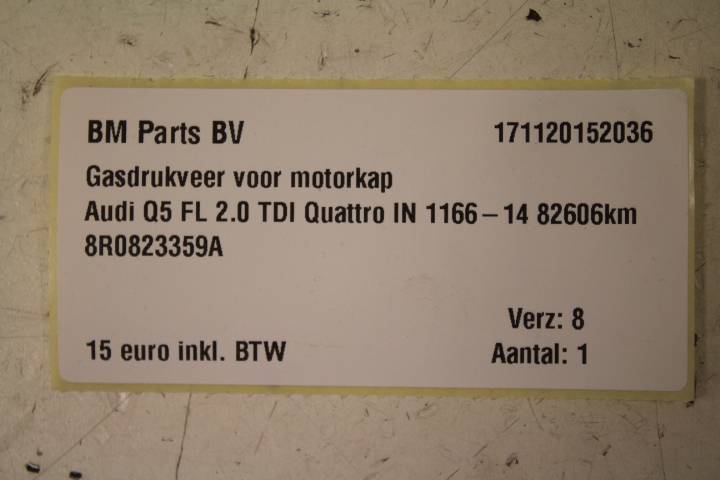 BM Parts BV 171120152036
Gasdrukveer voor motorkap
Audi Q5 FL 2.0 TDI Quattro IN 1166-14 82606km
8R0823359A
Verz: 8
15 euro inkl. BTW Aantal: 1